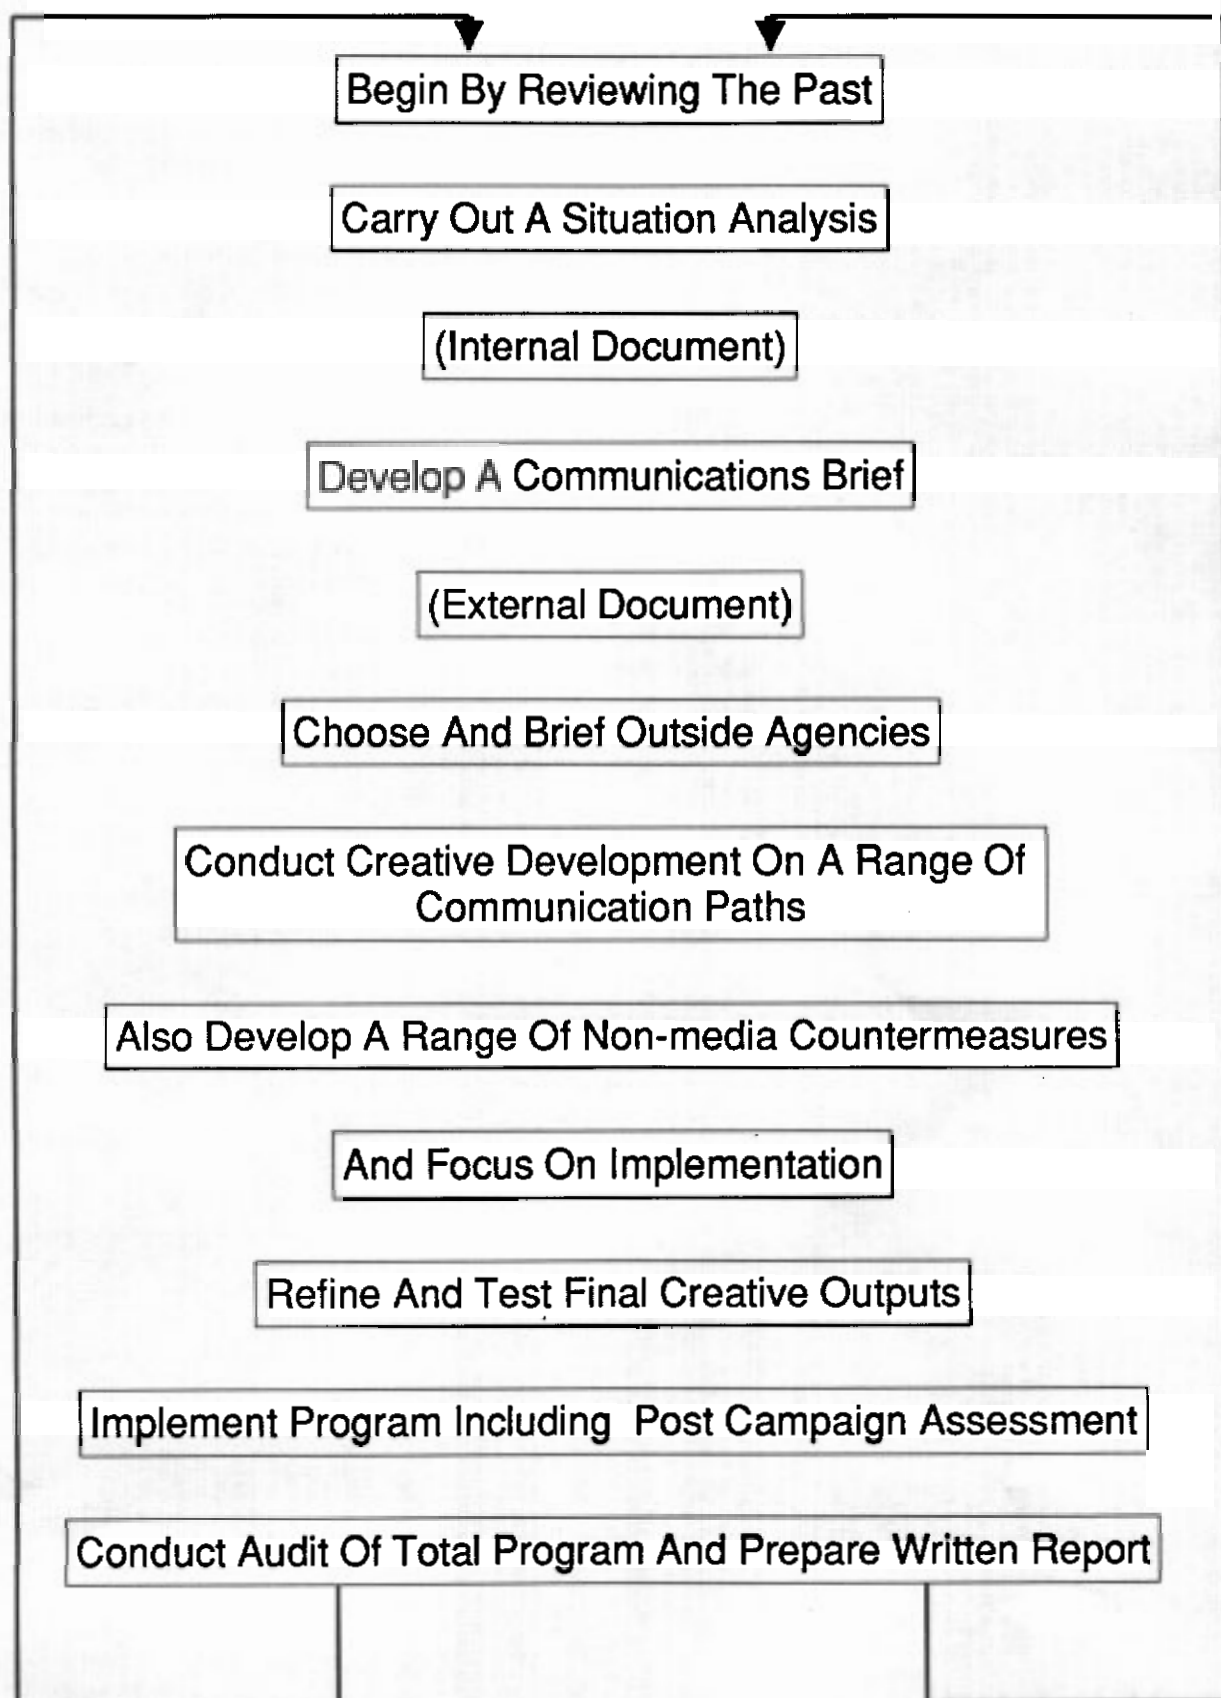 Begin By Reviewing The Past
Carry Out A Situation Analysis
(Internal Document)
Develop A Communications Brief
(External Document)
Choose And Brief Outside Agencies
Conduct Creative Development On A Range Of
Communication Paths
Also Develop A Range Of Non-media Countermeasures
And Focus On Implementation
Refine And Test Final Creative Outputs
Implement Program Including Post Campaign Assessment
Conduct Audit Of Total Program And Prepare Written Report